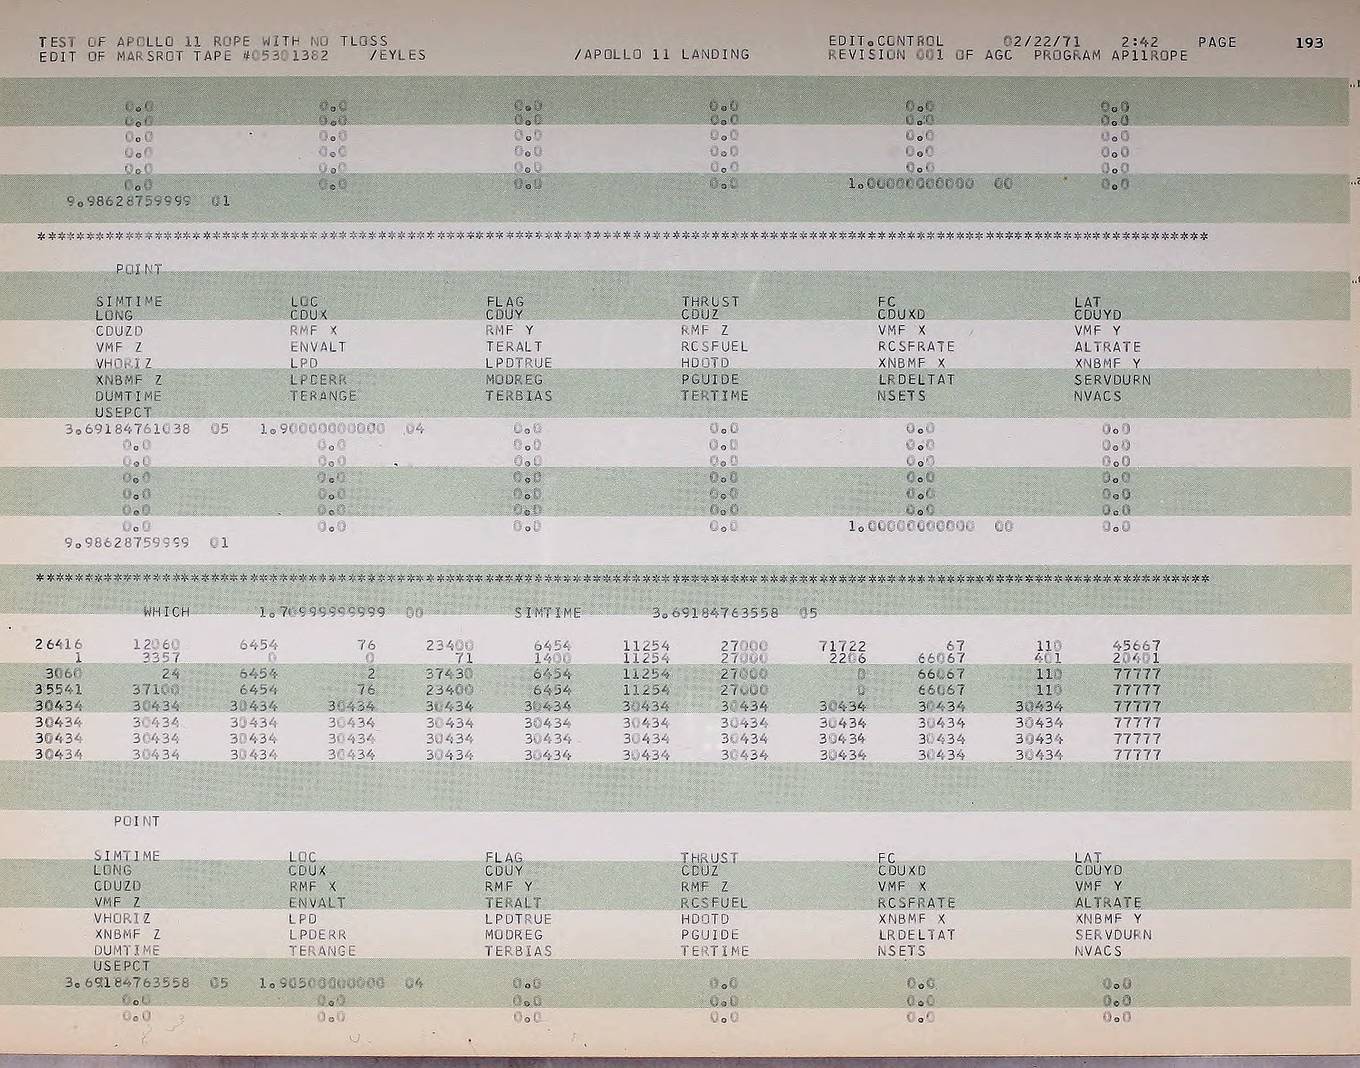 TEST OF APOLLO 11 ROPE WITH NO TLOSS EDIT.CONTROL 02/22/71 2:42 PAGE 193
EDIT OF MARSROT TAPE #05301382 /EYLES /APOLLO 11 LANDING REVISION 001 OF AGC PROGRAM AP11ROPE
0.0 0.0 0.0 0.0 0.0 0.0
0.0 0.0 0.0 0.0 0.0 0.0
0.0 0.0 0.0 0.0 0.0 0.0
0.0 0.0 0.0 0.0 0.0 0.0
0.0 0.0 0.0 0.0 0.0 0.0
0.0 0.0 0.0 0.0 1.00000000000 00 0.0
9.98628759999 01
************************************************************************************************************************
POINT
SIMTIME LOC FLAG THRUST FC LAT
LONG CDUX CDUY CDUZ CDUXD CDUYD
CDUZD RMF X RMF Y RMF Z VMF X VMF Y
VMF Z ENVALT TERALT RCSFUEL RCSFRATE ALTRATE
VHORIZ LPD LPDTRUE HDOTD XNBMF X XNBMF Y
XNBMF Z LPDERR MODREG PGUIDE LRDELTAT SERVDURN
DUMTIME TERANGE TERBIAS TERTIME NSETS NVACS
USEPCT
3.69184761038 05 1.90000000000 04 0.0 0.0 0.0 0.0
0.0 0.0 0.0 0.0 0.0 0.0
0.0 0.0 0.0 0.0 0.0 0.0
0.0 0.0 0.0 0.0 0.0 0.0
0.0 0.0 0.0 0.0 0.0 0.0
0.0 0.0 0.0 0.0 0.0 0.0
0.0 0.0 0.0 0.0 1.00000000000 00 0.0
9.98628759999 01
************************************************************************************************************************
WHICH 1.70999999999 00 SIMTIME 3.69184763558 05
26416 12060 6454 76 23400 6454 11254 27000 71722 67 110 45667
1 3357 0 0 71 1400 11254 27000 2206 66067 401 20401
3060 24 6454 2 37430 6454 11254 27000 0 66067 110 77777
35541 37100 6454 76 23400 6454 11254 27000 0 66067 110 77777
30434 30434 30434 30434 30434 30434 30434 30434 30434 30434 30434 77777
30434 30434 30434 30434 30434 30434 30434 30434 30434 30434 30434 77777
30434 30434 30434 30434 30434 30434 30434 30434 30434 30434 30434 77777
30434 30434 30434 30434 30434 30434 30434 30434 30434 30434 30434 77777
POINT
SIMTIME LOC FLAG THRUST FC LAT
LONG CDUX CDUY CDUZ CDUXD CDUYD
CDUZD RMF X RMF Y RMF Z VMF X VMF Y
VMF Z ENVALT TERALT RCSFUEL RCSFRATE ALTRATE
VHORIZ LPD LPDTRUE HDOTD XNBMF X XNBMF Y
XNBMF Z LPDERR MODREG PGUIDE LRDELTAT SERVDURN
DUMTIME TERANGE TERBIAS TERTIME NSETS NVACS
USEPCT
3.69184763558 05 1.90500000000 04 0.0 0.0 0.0 0.0
0.0 0.0 0.0 0.0 0.0 0.0
0.0 0.0 0.0 0.0 0.0 0.0